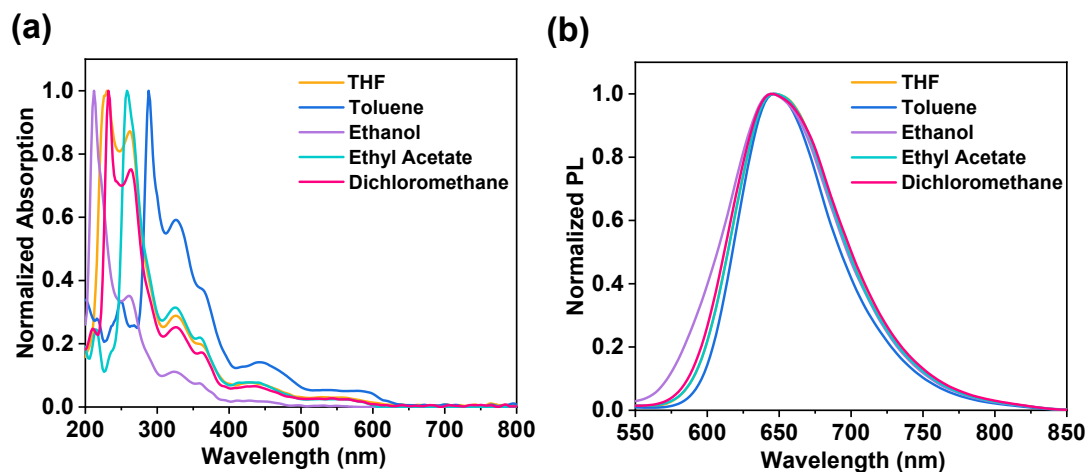 (a)
Normalized Absorption
1.0
0.8
0.6
0.4
0.2
0.0
THF
Toluene
Ethanol
Ethyl Acetate
Dichloromethane
200 300 400 500 600 700 800
Wavelength (nm)
(b)
Normalized PL
1.0
0.8
0.6
0.4
0.2
0.0
THF
Toluene
Ethanol
Ethyl Acetate
Dichloromethane
550 600 650 700 750 800 850
Wavelength (nm)